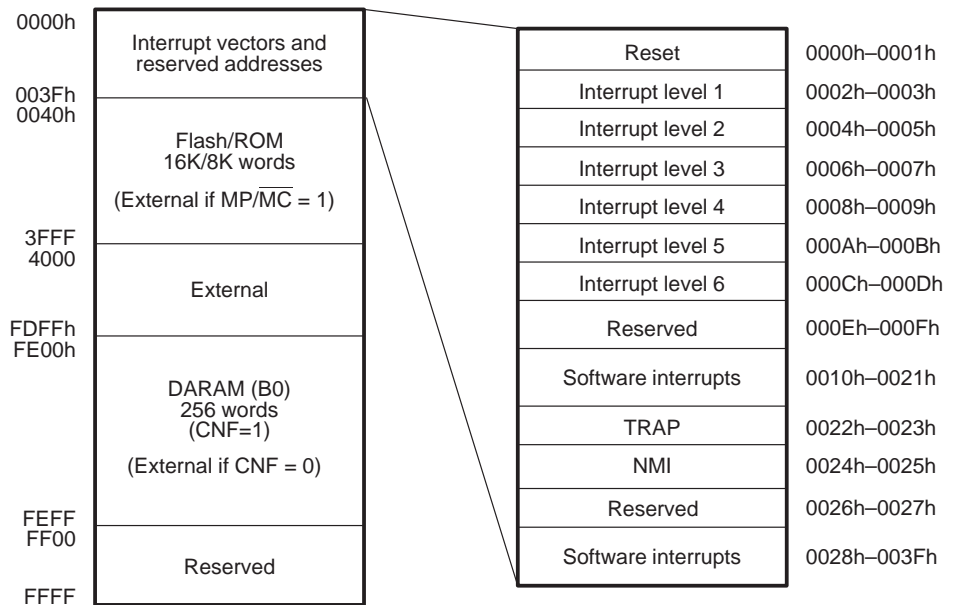 0000h
Interrupt vectors and
reserved addresses
003Fh
0040h
Flash/ROM
16K/8K words
(External if MP/M̅C̅ = 1)
3FFF
4000
External
FDFFh
FE00h
DARAM (B0)
256 words
(CNF=1)
(External if CNF = 0)
FEFF
FF00
Reserved
FFFF
Reset 0000h–0001h
Interrupt level 1 0002h–0003h
Interrupt level 2 0004h–0005h
Interrupt level 3 0006h–0007h
Interrupt level 4 0008h–0009h
Interrupt level 5 000Ah–000Bh
Interrupt level 6 000Ch–000Dh
Reserved 000Eh–000Fh
Software interrupts 0010h–0021h
TRAP 0022h–0023h
NMI 0024h–0025h
Reserved 0026h–0027h
Software interrupts 0028h–003Fh